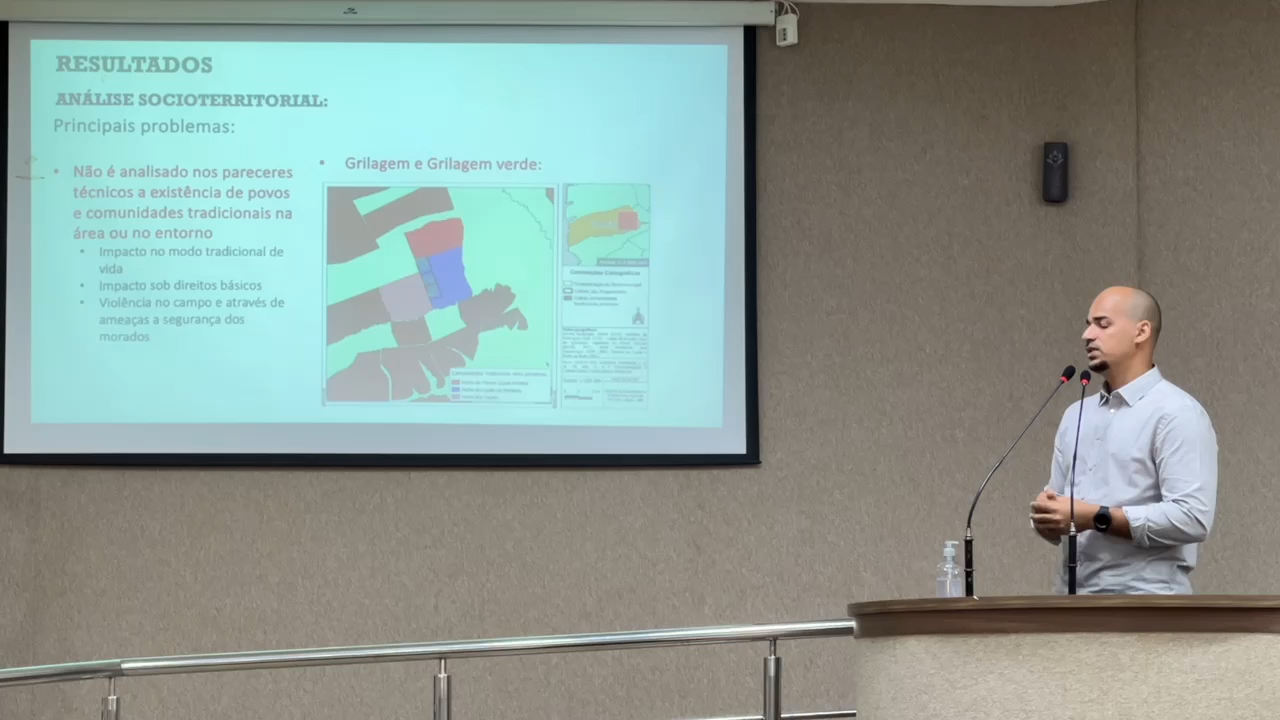 RESULTADOS
ANÁLISE SOCIOTERRITORIAL:
Principais problemas:
• Não é analisado nos pareceres
técnicos a existência de povos
e comunidades tradicionais na
área ou no entorno
• Impacto no modo tradicional de
vida
• Impacto sob direitos básicos
• Violência no campo e através de
ameaças a segurança dos
morados
• Grilagem e Grilagem verde: